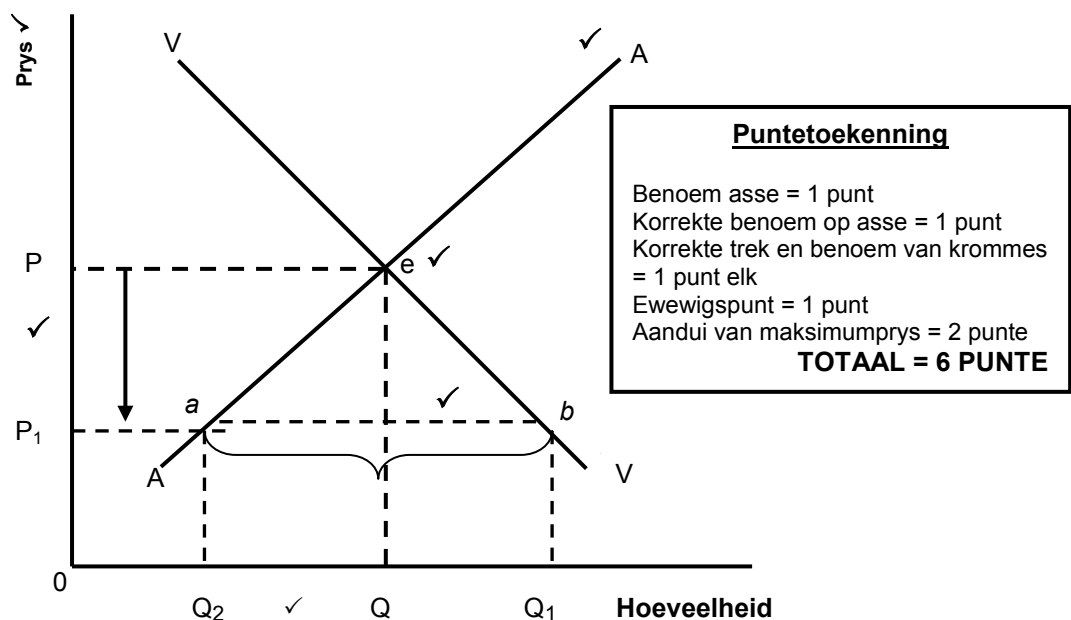 Prys ✓
V
✓
A
Puntetoekenning
Benoem asse = 1 punt
Korrekte benoem op asse = 1 punt
Korrekte trek en benoem van krommes
= 1 punt elk
Ewewigspunt = 1 punt
Aandui van maksimumprys = 2 punte
TOTAAL = 6 PUNTE
P
e ✓
✓
a
✓
b
P1
A
V
0
Q2 ✓ Q Q1 Hoeveelheid